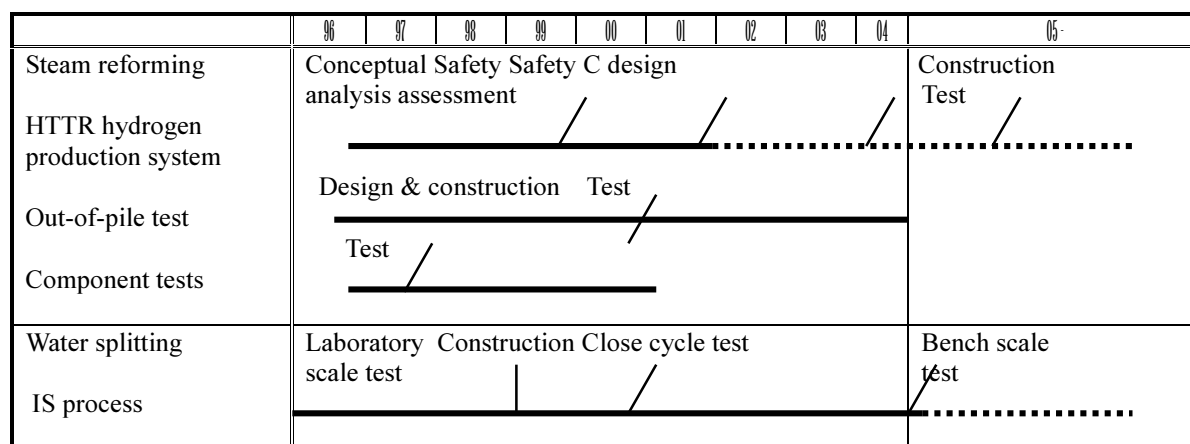 96 97 98 99 00 01 02 03 04 05-
Steam reforming Conceptual Safety Safety C design Construction
analysis assessment Test
HTTR hydrogen
production system
Design & construction Test
Out-of-pile test
Test
Component tests
Water splitting Laboratory Construction Close cycle test Bench scale
scale test test
IS process